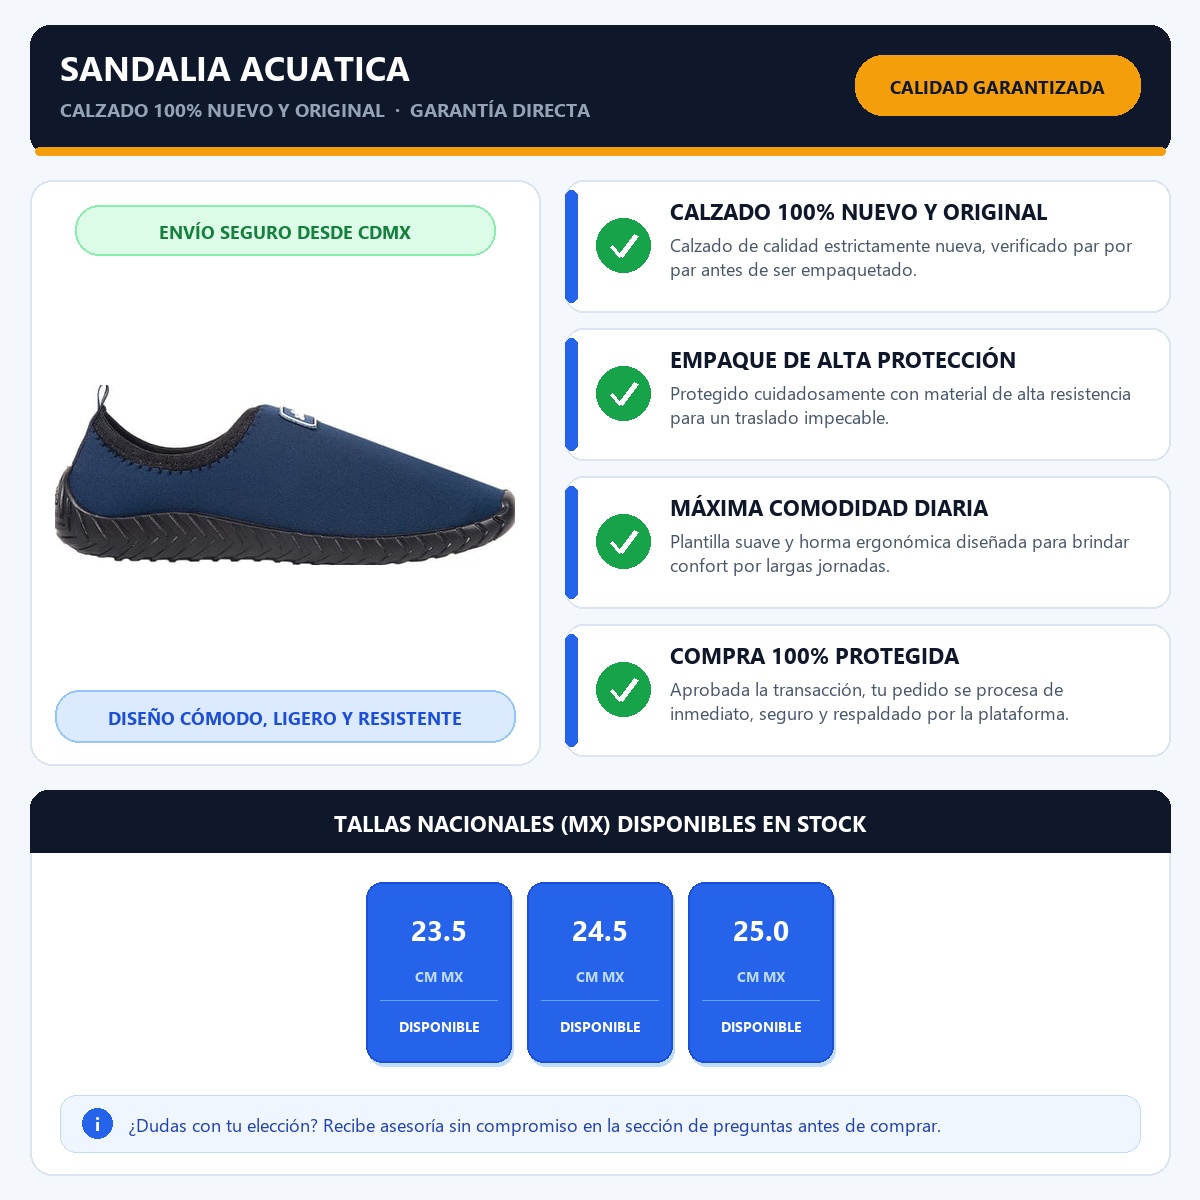 SANDALIA ACUATICA
CALZADO 100% NUEVO Y ORIGINAL · GARANTÍA DIRECTA
CALIDAD GARANTIZADA
ENVÍO SEGURO DESDE CDMX
DISEÑO CÓMODO, LIGERO Y RESISTENTE
CALZADO 100% NUEVO Y ORIGINAL
Calzado de calidad estrictamente nueva, verificado par por
par antes de ser empaquetado.
EMPAQUE DE ALTA PROTECCIÓN
Protegido cuidadosamente con material de alta resistencia
para un traslado impecable.
MÁXIMA COMODIDAD DIARIA
Plantilla suave y horma ergonómica diseñada para brindar
confort por largas jornadas.
COMPRA 100% PROTEGIDA
Aprobada la transacción, tu pedido se procesa de
inmediato, seguro y respaldado por la plataforma.
TALLAS NACIONALES (MX) DISPONIBLES EN STOCK
23.5
CM MX
DISPONIBLE
24.5
CM MX
DISPONIBLE
25.0
CM MX
DISPONIBLE
¿Dudas con tu elección? Recibe asesoría sin compromiso en la sección de preguntas antes de comprar.